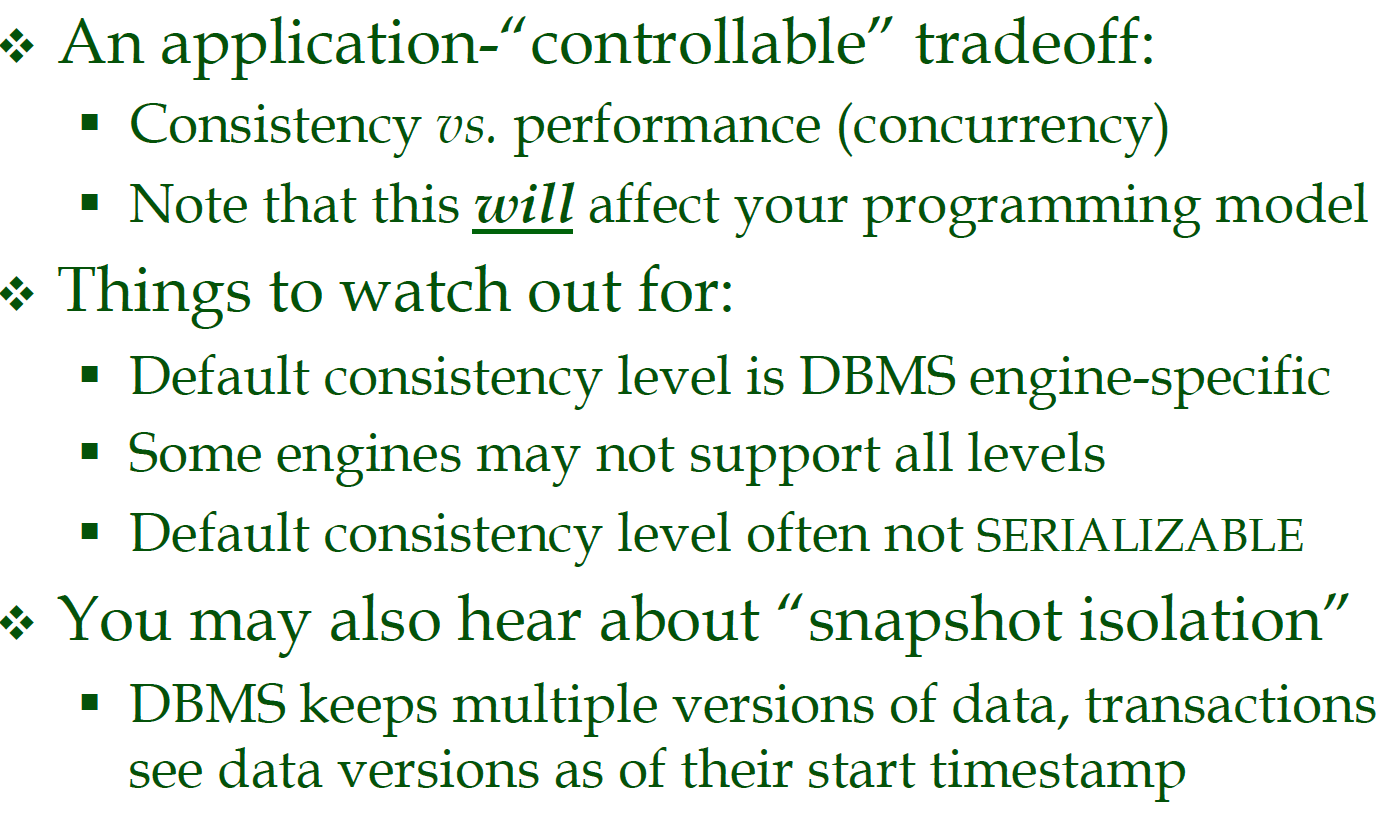 ❖ An application-“controllable” tradeoff:
▪ Consistency vs. performance (concurrency)
▪ Note that this will affect your programming model
❖ Things to watch out for:
▪ Default consistency level is DBMS engine-specific
▪ Some engines may not support all levels
▪ Default consistency level often not SERIALIZABLE
❖ You may also hear about “snapshot isolation”
▪ DBMS keeps multiple versions of data, transactions
see data versions as of their start timestamp